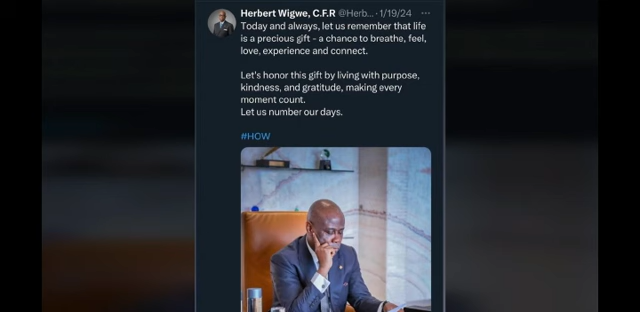 Herbert Wigwe, C.F.R @Herb... · 1/19/24 ···
Today and always, let us remember that life
is a precious gift - a chance to breathe, feel,
love, experience and connect.
Let's honor this gift by living with purpose,
kindness, and gratitude, making every
moment count.
Let us number our days.
#HOW